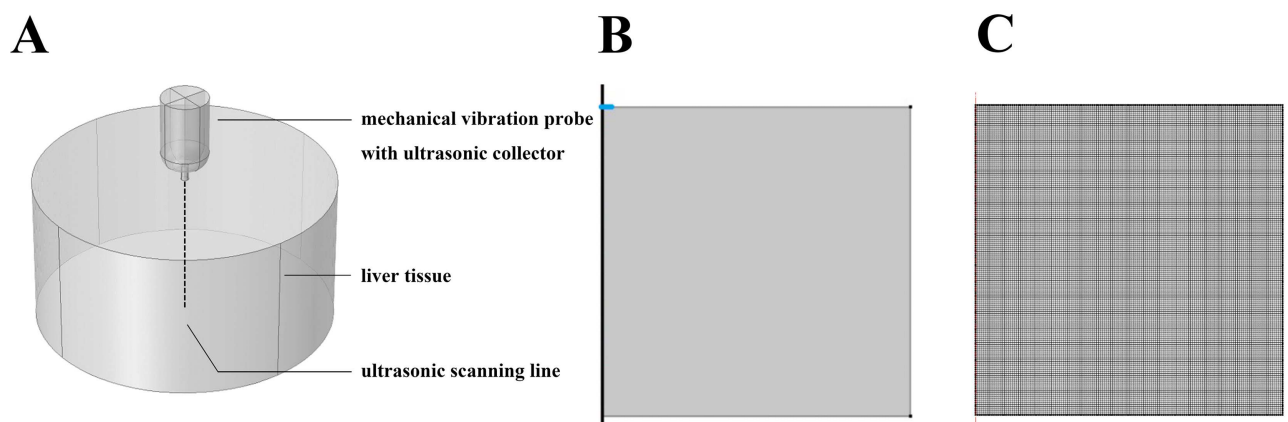 A
B
C
mechanical vibration probe
with ultrasonic collector
liver tissue
ultrasonic scanning line